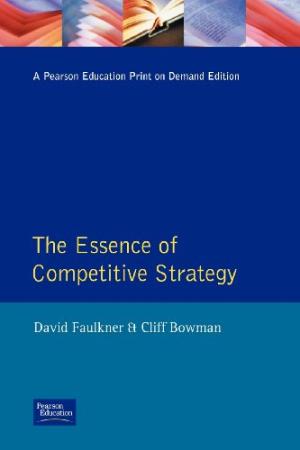 A Pearson Education Print on Demand Edition
The Essence of
Competitive Strategy
David Faulkner & Cliff Bowman
Pearson
Education